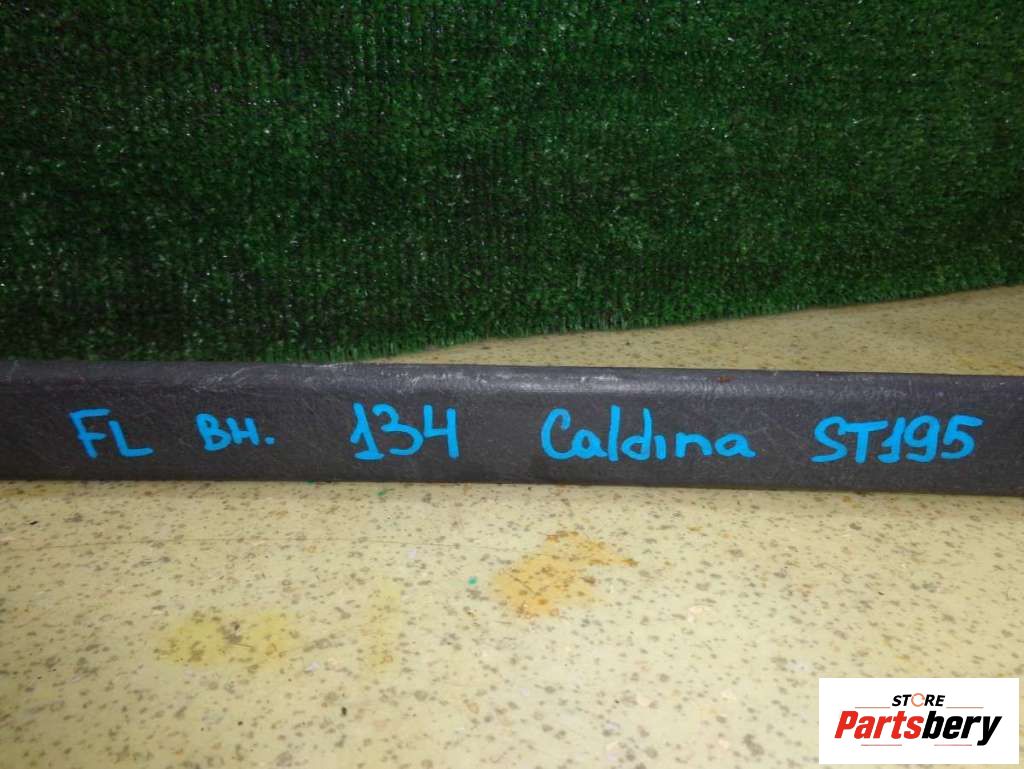 FL вн. 134 Caldina ST195
STORE
Partsbery